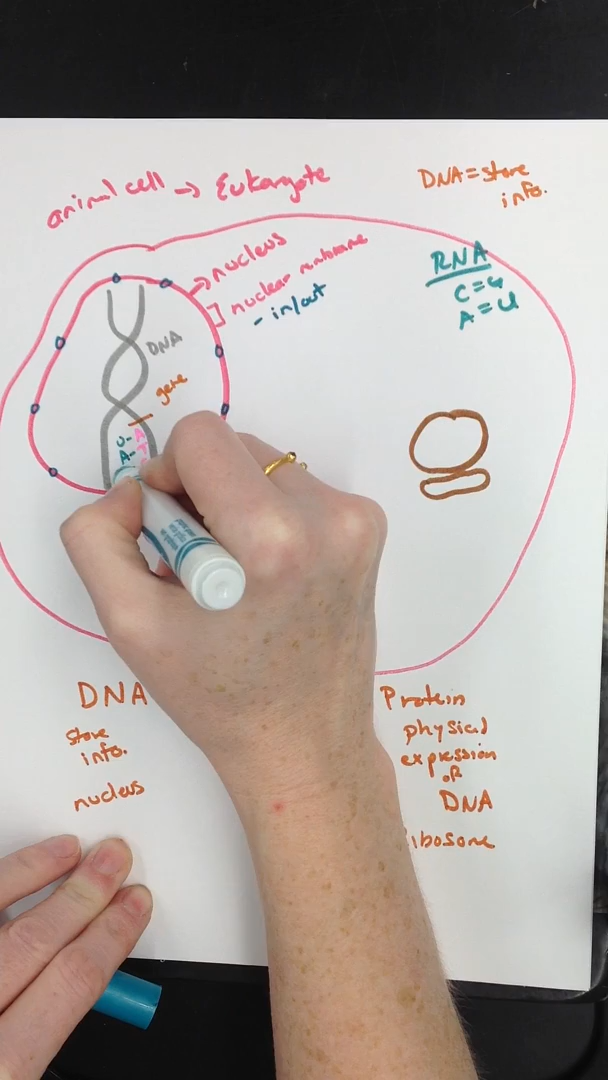 animal cell → Eukaryote
DNA = store
info.
→ nucleus
nuclear membrane
- in/out
RNA
C=G
A=U
DNA
gene
U- A
A- T
DNA
store
info.
nucleus
Protein
physical
expression
of
DNA
ibosome